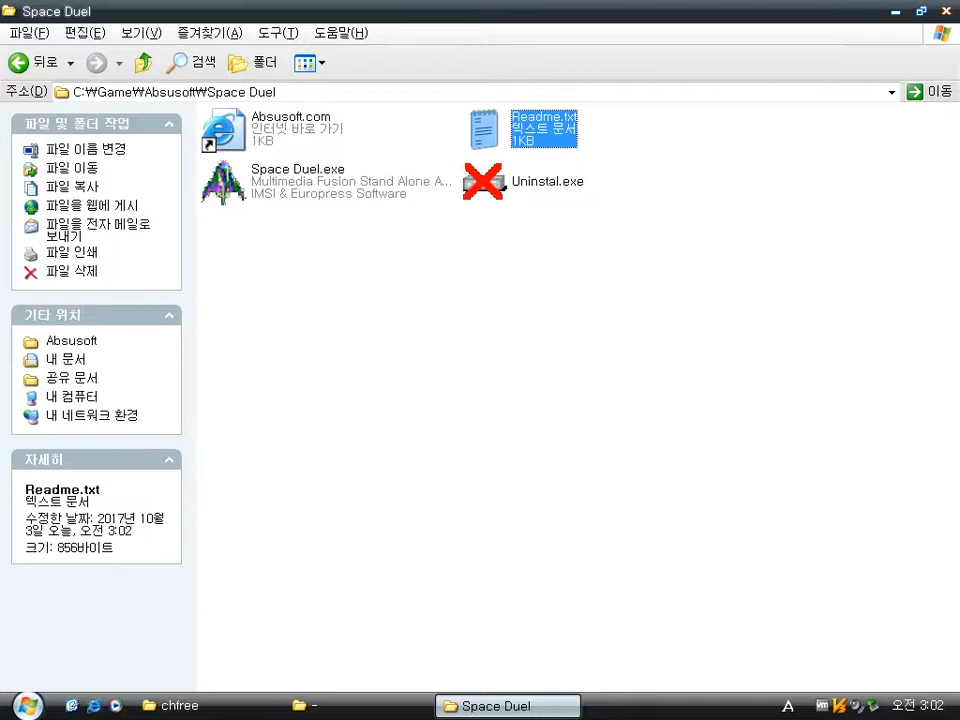 Space Duel
파일(F) 편집(E) 보기(V) 즐겨찾기(A) 도구(T) 도움말(H)
뒤로 검색 폴더
주소(D) C:₩Game₩Absusoft₩Space Duel 이동
파일 및 폴더 작업
파일 이름 변경
파일 이동
파일 복사
파일을 웹에 게시
파일을 전자 메일로
보내기
파일 인쇄
파일 삭제
기타 위치
Absusoft
내 문서
공유 문서
내 컴퓨터
내 네트워크 환경
자세히
Readme.txt
텍스트 문서
수정한 날짜: 2017년 10월
3일 오늘, 오전 3:02
크기: 856바이트
Absusoft.com
인터넷 바로 가기
1KB
Readme.txt
텍스트 문서
1KB
Space Duel.exe
Multimedia Fusion Stand Alone A...
IMSI & Europress Software
Uninstal.exe
chfree
-
Space Duel
A
vm
오전 3:02